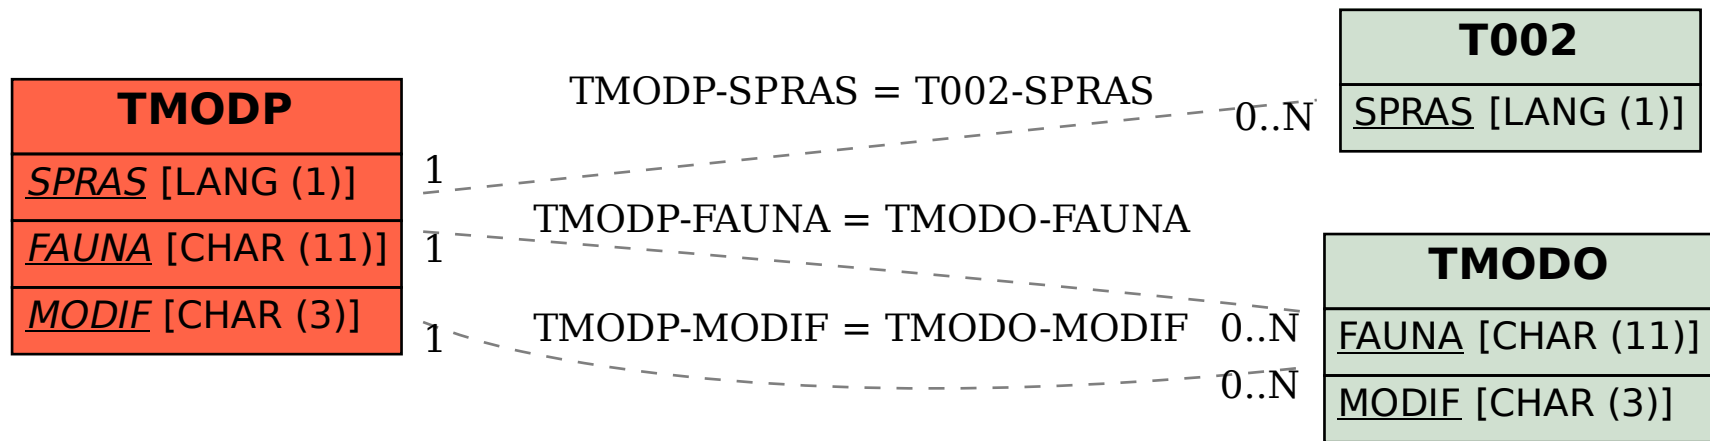 TMODP
SPRAS [LANG (1)]
FAUNA [CHAR (11)]
MODIF [CHAR (3)]
TMODP-SPRAS = T002-SPRAS
1
0..N
TMODP-FAUNA = TMODO-FAUNA
1
0..N
TMODP-MODIF = TMODO-MODIF
1
0..N
T002
SPRAS [LANG (1)]
TMODO
FAUNA [CHAR (11)]
MODIF [CHAR (3)]